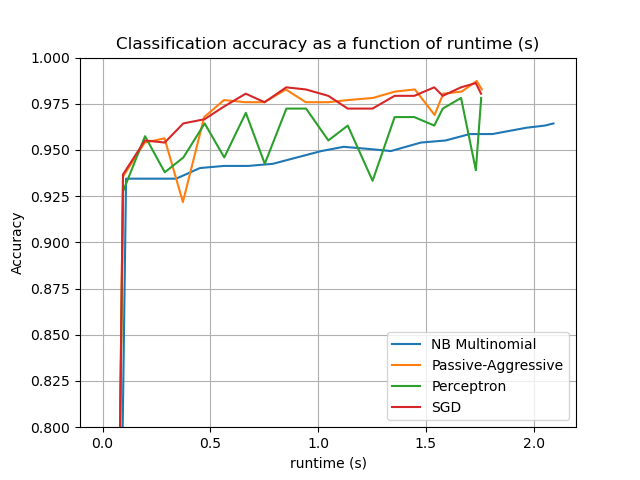 Classification accuracy as a function of runtime (s)
1.000
0.975
0.950
0.925
0.900
0.875
0.850
0.825
0.800
Accuracy
NB Multinomial
Passive-Aggressive
Perceptron
SGD
0.0 0.5 1.0 1.5 2.0
runtime (s)